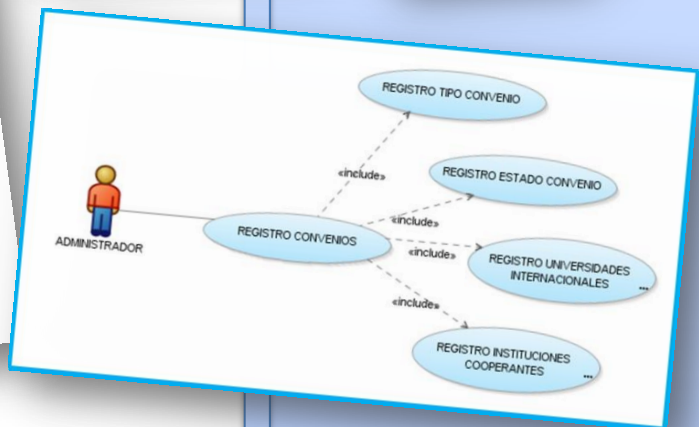 REGISTRO TIPO CONVENIO
«include»
REGISTRO ESTADO CONVENIO
«include»
ADMINISTRADOR
REGISTRO CONVENIOS
«include»
REGISTRO UNIVERSIDADES
INTERNACIONALES
...
«include»
REGISTRO INSTITUCIONES
COOPERANTES
...